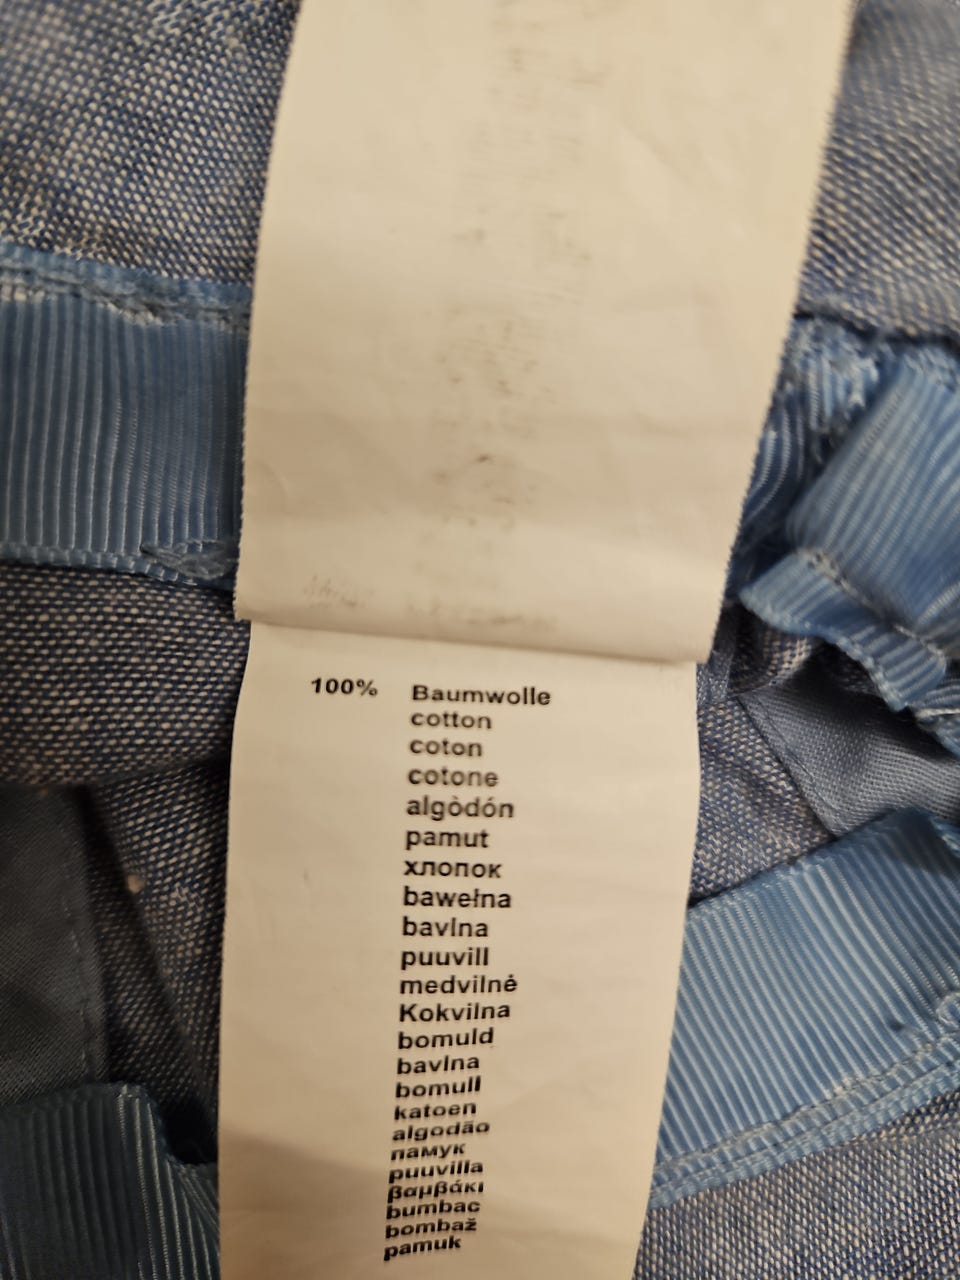 100% Baumwolle
cotton
coton
cotone
algòdón
pamut
хлопок
bawełna
bavlna
puuvill
medvilnė
Kokvilna
bomuld
bavlna
bomull
katoen
algodão
памук
puuvilla
βαμβάκι
bumbac
bombaž
pamuk